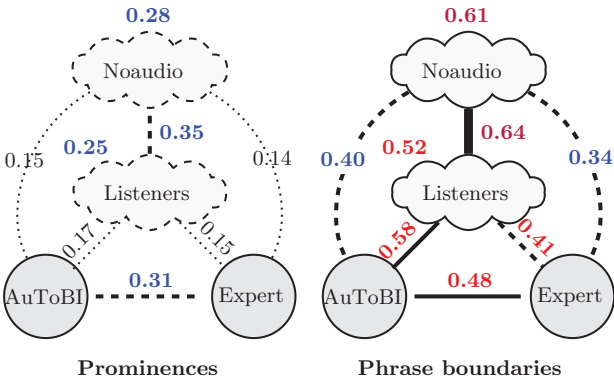 0.28
Noaudio
0.35
0.25
0.15
0.14
Listeners
0.17
0.15
AuToBI
0.31
Expert
Prominences
0.61
Noaudio
0.64
0.52
0.40
0.34
Listeners
0.58
0.41
AuToBI
0.48
Expert
Phrase boundaries